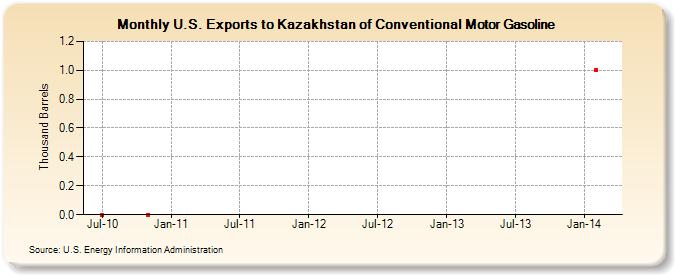 Monthly U.S. Exports to Kazakhstan of Conventional Motor Gasoline
Thousand Barrels
1.2
1.0
0.8
0.6
0.4
0.2
0.0
Jul-10 Jan-11 Jul-11 Jan-12 Jul-12 Jan-13 Jul-13 Jan-14
Source: U.S. Energy Information Administration